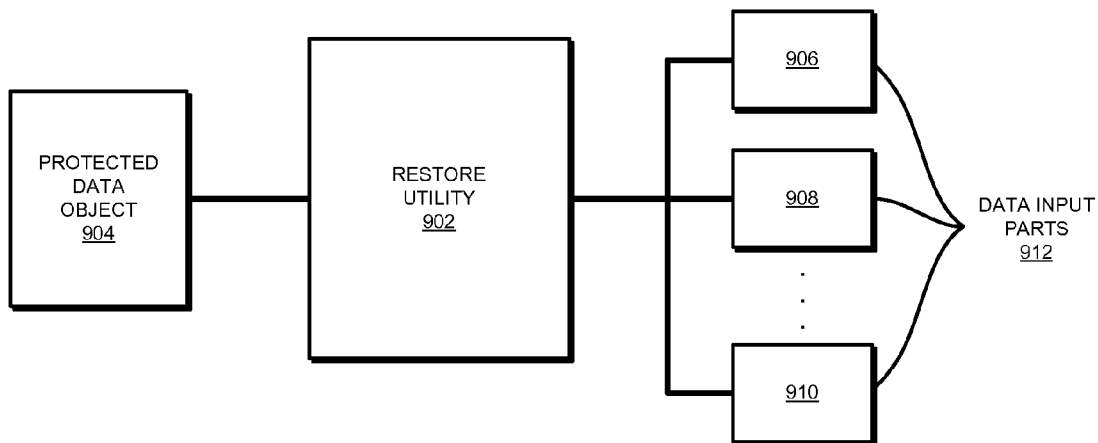 PROTECTED
DATA
OBJECT
904
RESTORE
UTILITY
902
906
908
910
DATA INPUT
PARTS
912